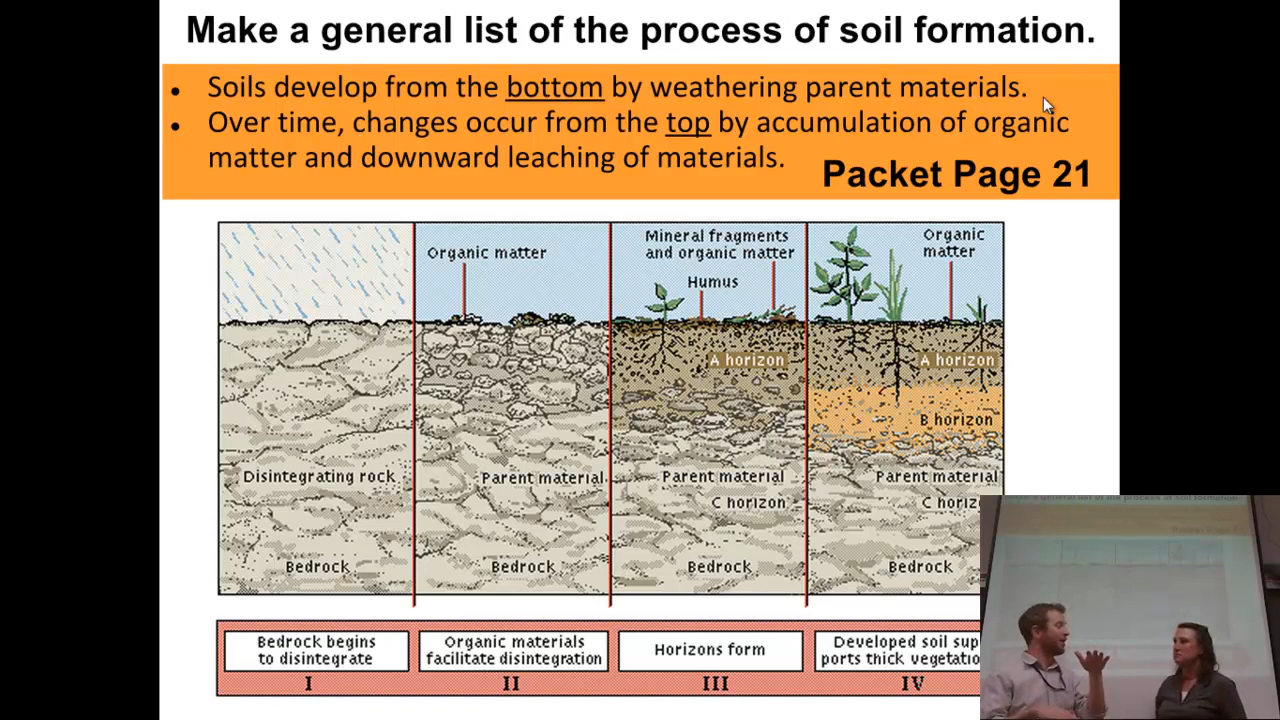 Make a general list of the process of soil formation.
• Soils develop from the bottom by weathering parent materials.
• Over time, changes occur from the top by accumulation of organic
matter and downward leaching of materials.
Packet Page 21
Organic matter
Mineral fragments
and organic matter
Humus
Organic
matter
A horizon
A horizon
B horizon
Disintegrating rock
Parent material
Parent material
C horizon
Parent material
C horiz
Bedrock
Bedrock
Bedrock
Bedrock
Bedrock begins
to disintegrate
I
Organic materials
facilitate disintegration
II
Horizons form
III
Developed soil sup
ports thick vegetatio
IV